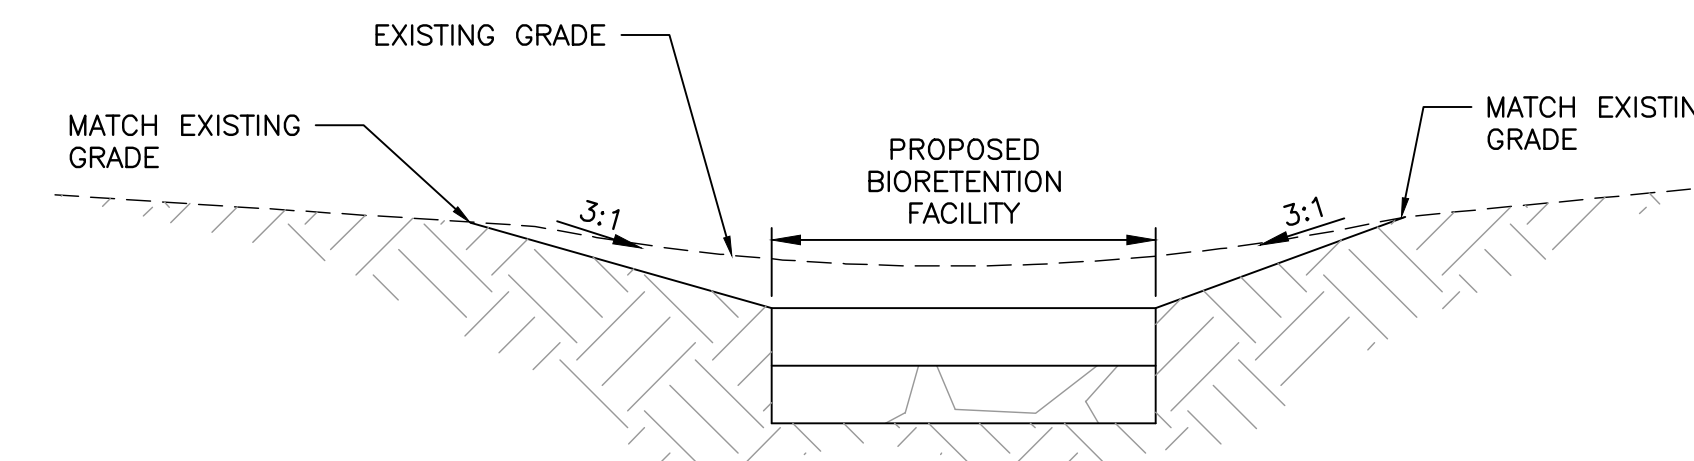 EXISTING GRADE
MATCH EXISTING
GRADE
PROPOSED
BIORETENTION
FACILITY
MATCH EXISTIN
GRADE
3:1
3:1